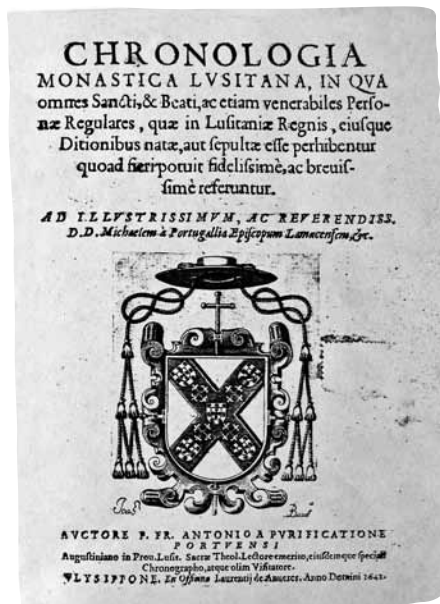 CHRONOLOGIA
MONASTICA LVSITANA, IN QVA
omnes Sancti, & Beati, ac etiam venerabiles Perso-
næ Regulares, quæ in Lusitaniæ Regnis, eiusque
Ditionibus natæ, aut sepultæ esse perhibentur
quoad fieri potuit fidelissimè, ac breuis-
simè referuntur.
AD ILLVSTRISSIMVM, AC REVERENDISS.
D.D. Michaelem à Portugallia Episcopum Lamacensem, &c.
AVCTORE P. FR. ANTONIO A PVRIFICATIONE
PORTVENSI
Augustiniano in Prou. Lusit. Sacræ Theol. Lectore emerito, eiusdemque speciali
Chronographo, atque olim Visitatore.
VLYSIPPONE. Ex Officina Laurentij de Anueres. Anno Domini 1642.